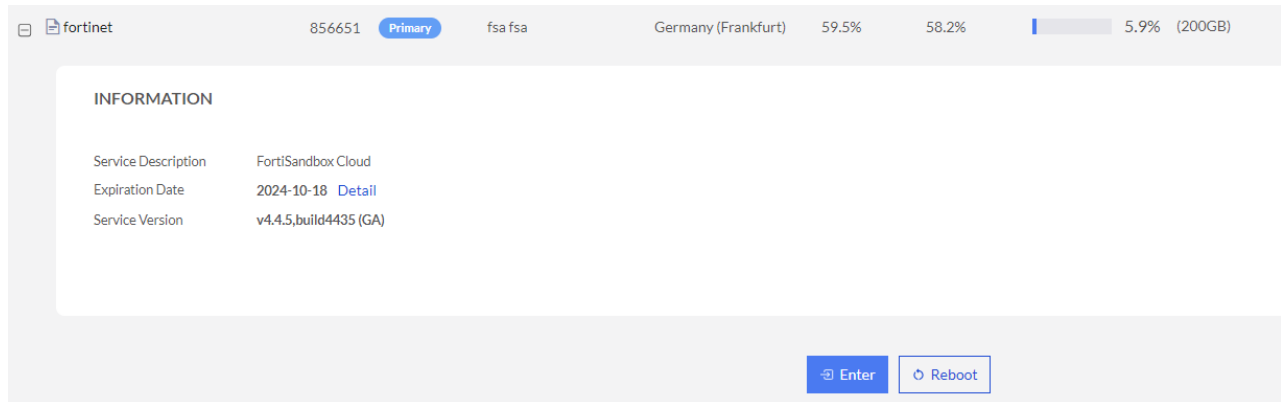 fortinet 856651 Primary fsa fsa Germany (Frankfurt) 59.5% 58.2% 5.9% (200GB)
INFORMATION
Service Description FortiSandbox Cloud
Expiration Date 2024-10-18 Detail
Service Version v4.4.5,build4435 (GA)
Enter Reboot